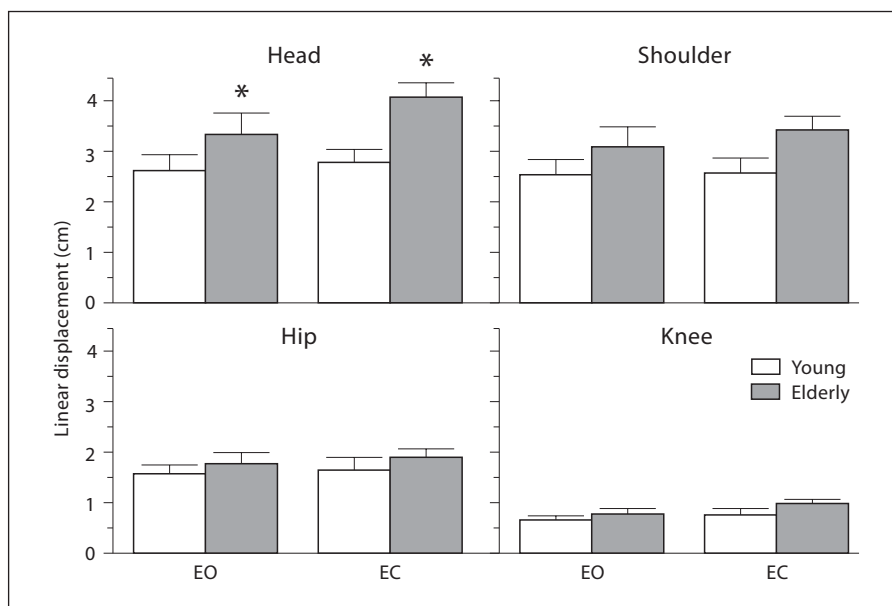 Head
Shoulder
*
*
4
3
2
1
0
Linear displacement (cm)
Hip
Knee
4
3
2
1
0
Young
Elderly
EO
EC
EO
EC